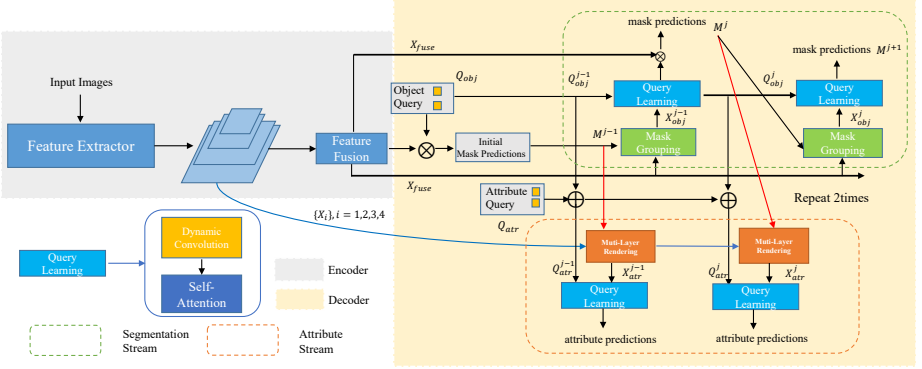 mask predictions
M^j
X_fuse
mask predictions M^{j+1}
Input Images
Q_obj
Object
Query
Q_obj^{j-1}
Query
Learning
Q_obj^j
Query
Learning
X_obj^{j-1}
X_obj^j
Feature Extractor
Feature
Fusion
Initial
Mask Predictions
M^{j-1}
Mask
Grouping
Mask
Grouping
X_fuse
Attribute
Query
Repeat 2times
Q_atr
{X_i}, i = 1,2,3,4
Dynamic
Convolution
Query
Learning
Self-
Attention
Encoder
Decoder
Muti-Layer
Rendering
Muti-Layer
Rendering
Q_atr^{j-1}
X_atr^{j-1}
Q_atr^j
X_atr^j
Query
Learning
Query
Learning
Segmentation
Stream
Attribute
Stream
attribute predictions
attribute predictions